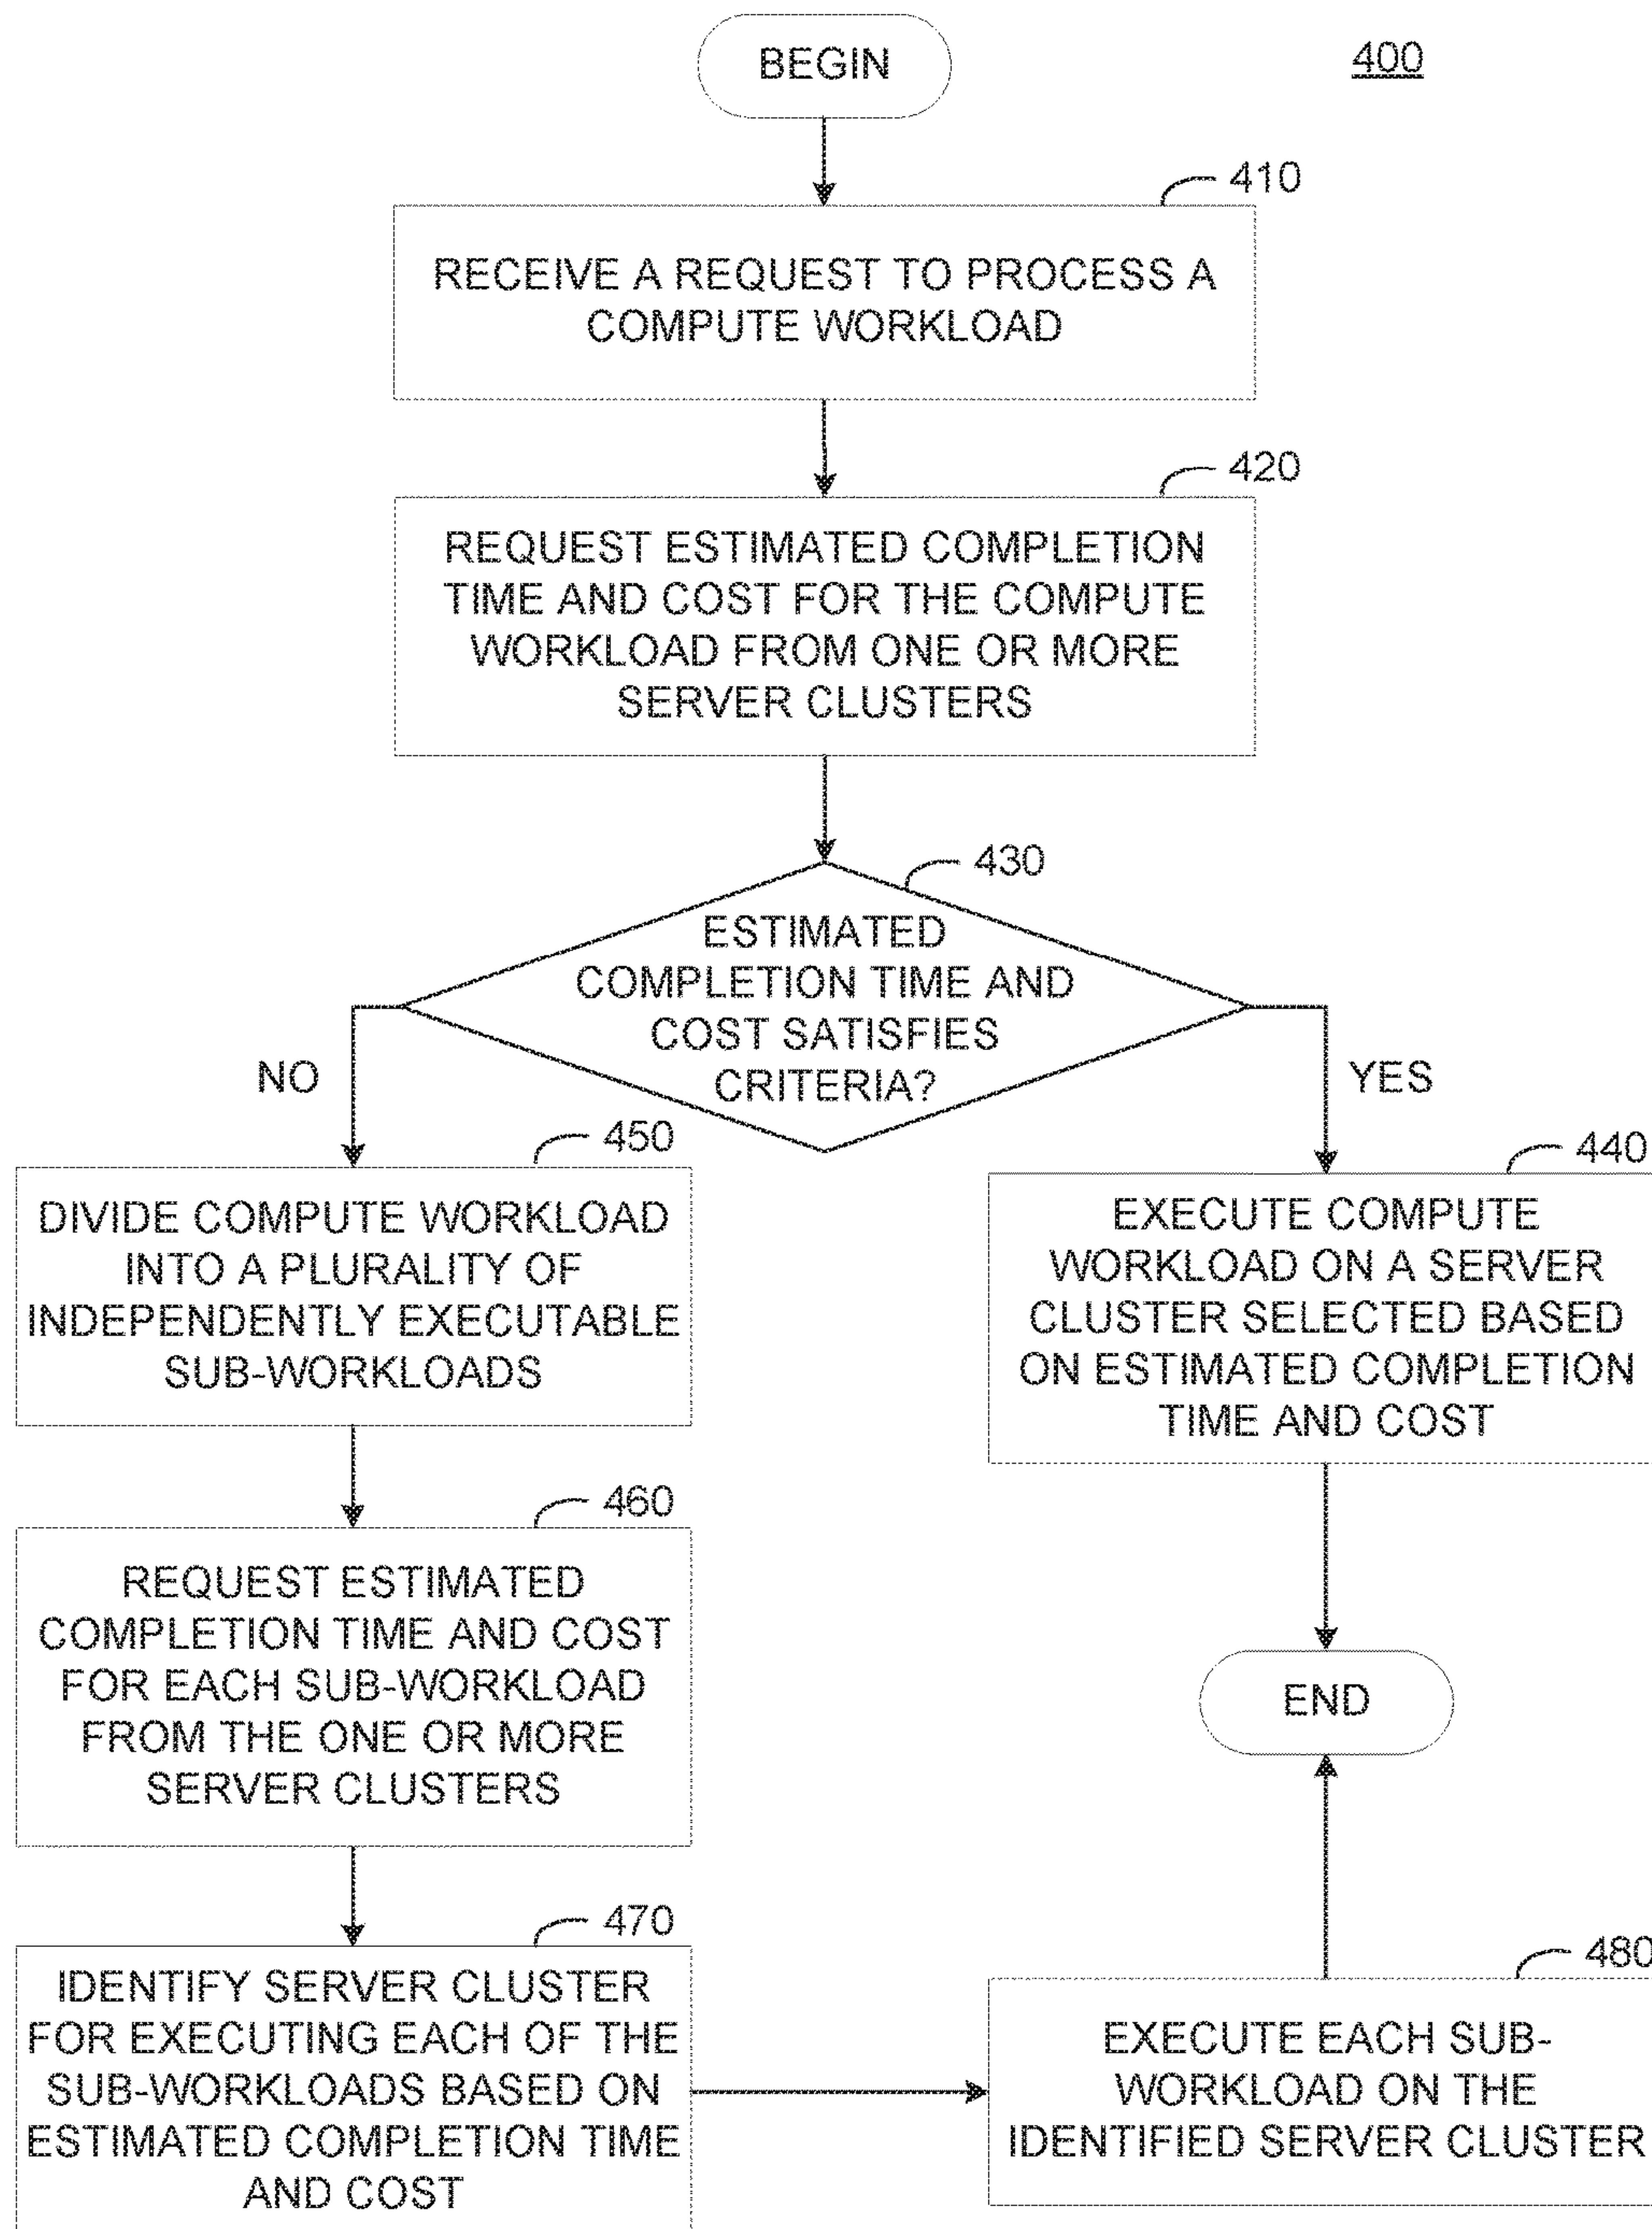 BEGIN
400
410
RECEIVE A REQUEST TO PROCESS A
COMPUTE WORKLOAD
420
REQUEST ESTIMATED COMPLETION
TIME AND COST FOR THE COMPUTE
WORKLOAD FROM ONE OR MORE
SERVER CLUSTERS
430
ESTIMATED
COMPLETION TIME AND
COST SATISFIES
CRITERIA?
NO
YES
450
DIVIDE COMPUTE WORKLOAD
INTO A PLURALITY OF
INDEPENDENTLY EXECUTABLE
SUB-WORKLOADS
440
EXECUTE COMPUTE
WORKLOAD ON A SERVER
CLUSTER SELECTED BASED
ON ESTIMATED COMPLETION
TIME AND COST
460
REQUEST ESTIMATED
COMPLETION TIME AND COST
FOR EACH SUB-WORKLOAD
FROM THE ONE OR MORE
SERVER CLUSTERS
END
470
IDENTIFY SERVER CLUSTER
FOR EXECUTING EACH OF THE
SUB-WORKLOADS BASED ON
ESTIMATED COMPLETION TIME
AND COST
480
EXECUTE EACH SUB-
WORKLOAD ON THE
IDENTIFIED SERVER CLUSTER